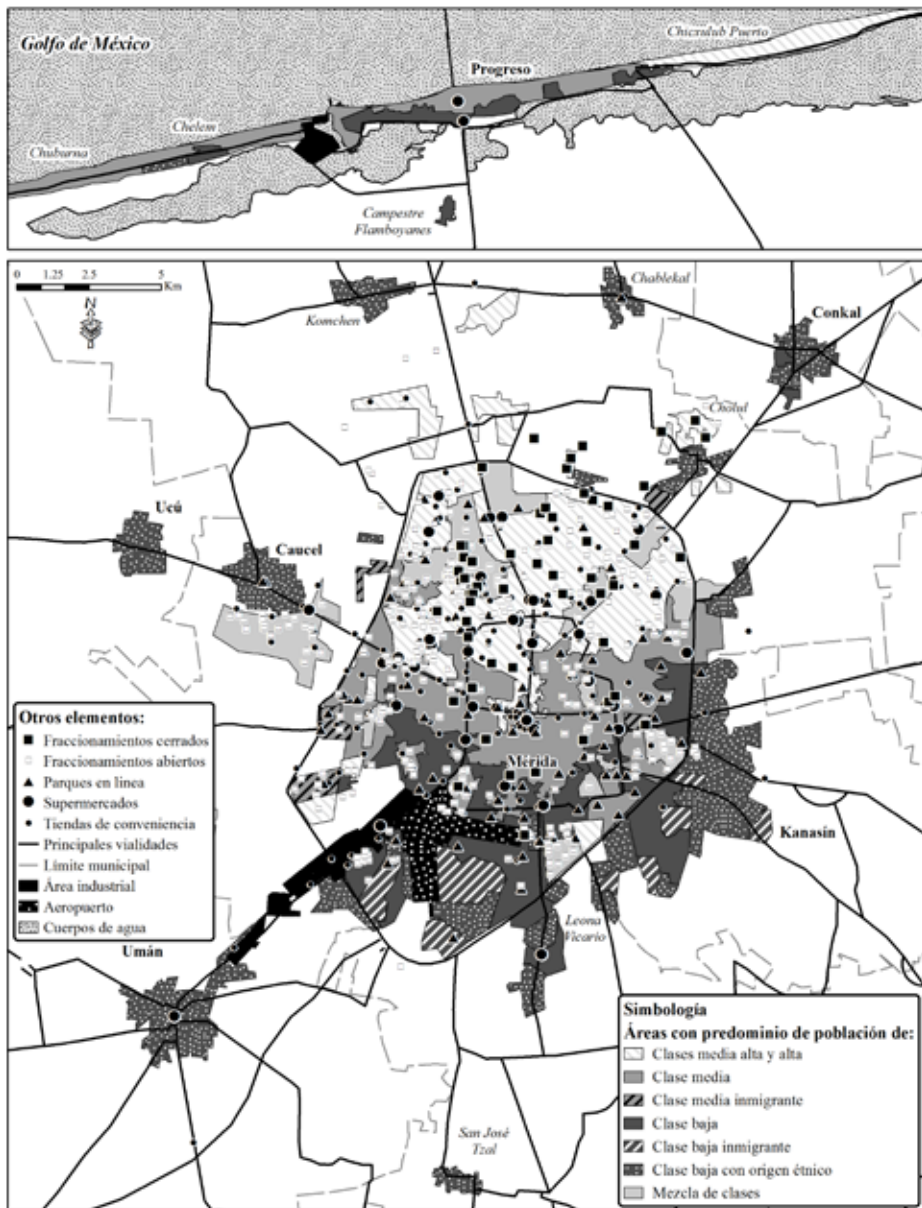 Golfo de México
Chicxulub Puerto
Progreso
Chelem
Chuburna
Campestre
Flamboyanes
0 1.25 2.5 5
Km
N
Komchen
Chablekal
Conkal
Cholul
Ucú
Caucel
Mérida
Kanasín
Leona
Vicario
Umán
San José
Tzal
Otros elementos:
Fraccionamientos cerrados
Fraccionamientos abiertos
Parques en linea
Supermercados
Tiendas de conveniencia
Principales vialidades
Límite municipal
Área industrial
Aeropuerto
Cuerpos de agua
Simbología
Áreas con predominio de población de:
Clases media alta y alta
Clase media
Clase media inmigrante
Clase baja
Clase baja inmigrante
Clase baja con origen étnico
Mezcla de clases